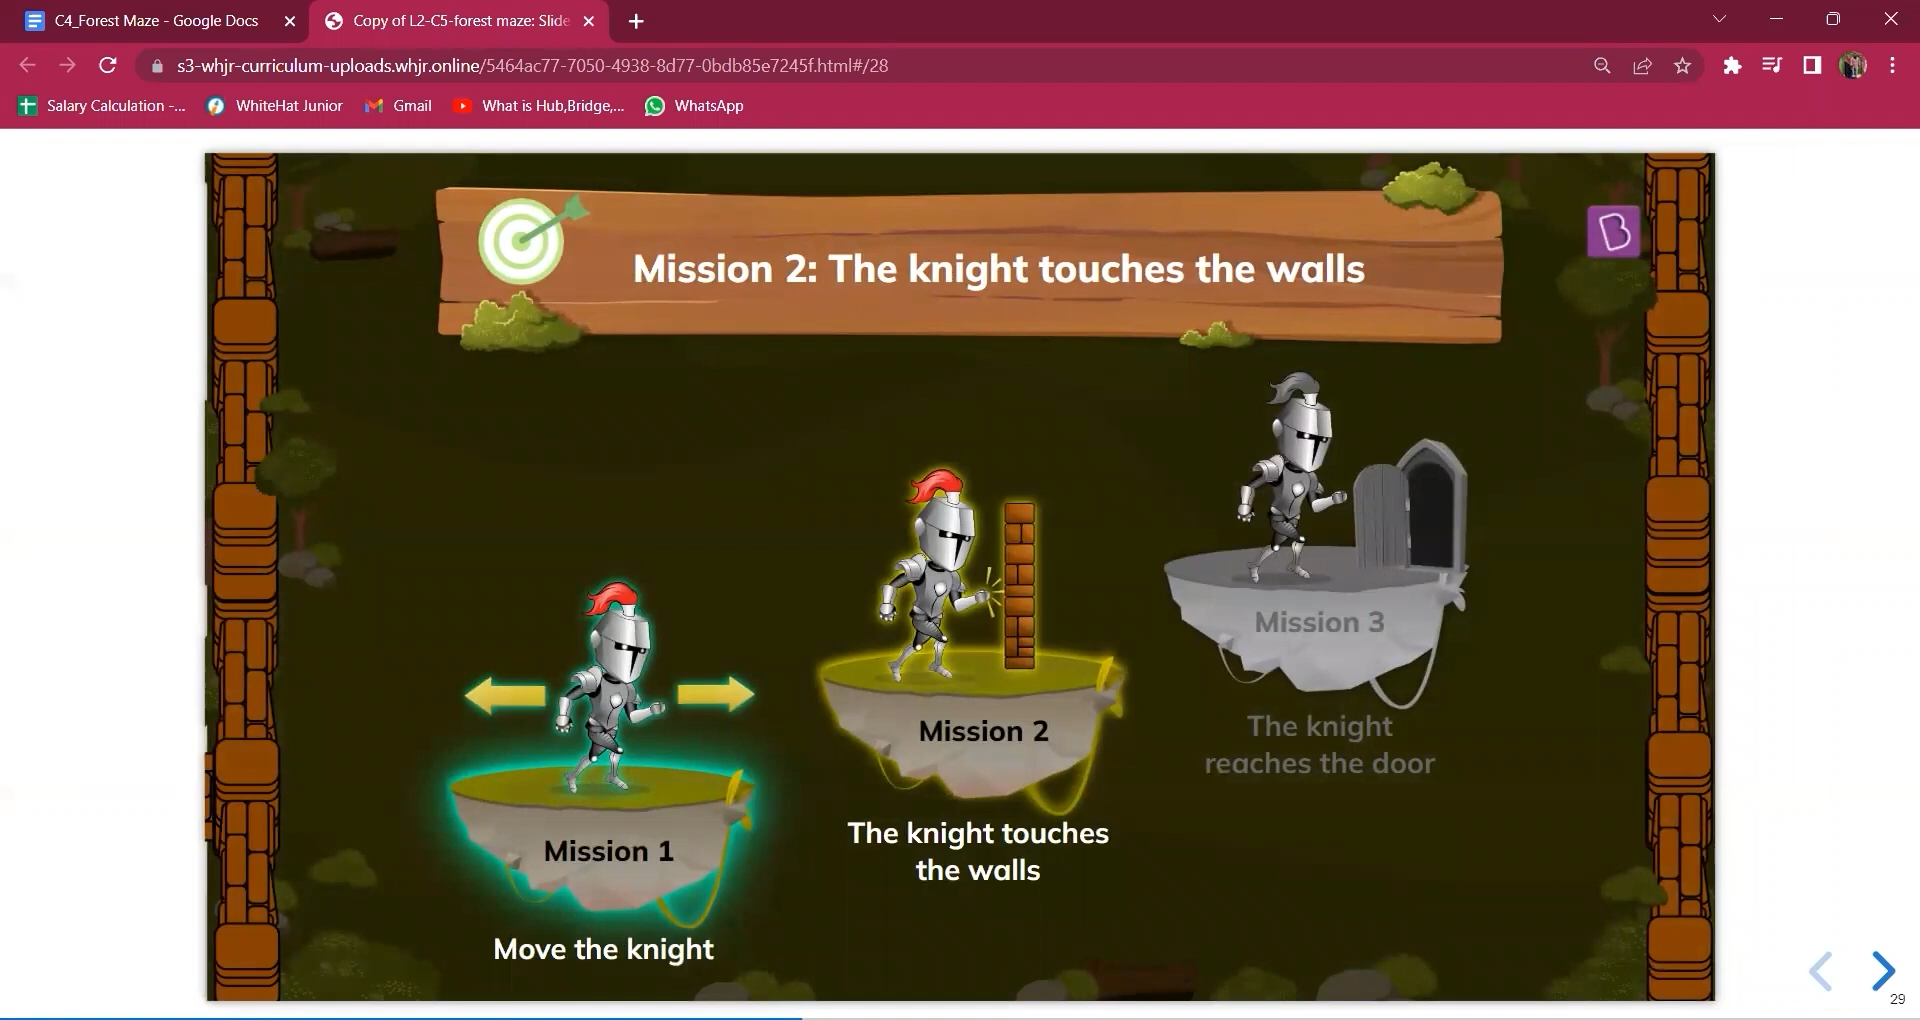 C4_Forest Maze - Google Docs
Copy of L2-C5-forest maze: Slide
s3-whjr-curriculum-uploads.whjr.online/5464ac77-7050-4938-8d77-0bdb85e7245f.html#/28
Salary Calculation -...
WhiteHat Junior
Gmail
What is Hub,Bridge,...
WhatsApp
Mission 2: The knight touches the walls
B
Mission 3
The knight
reaches the door
Mission 2
The knight touches
the walls
Mission 1
Move the knight
29